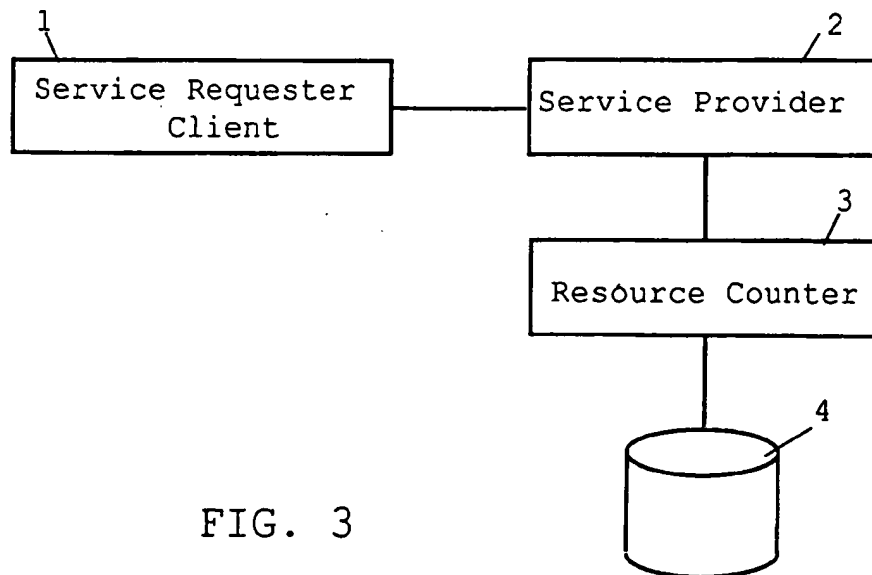 1
2
Service Requester
Client
Service Provider
3
Resource Counter
4
FIG. 3